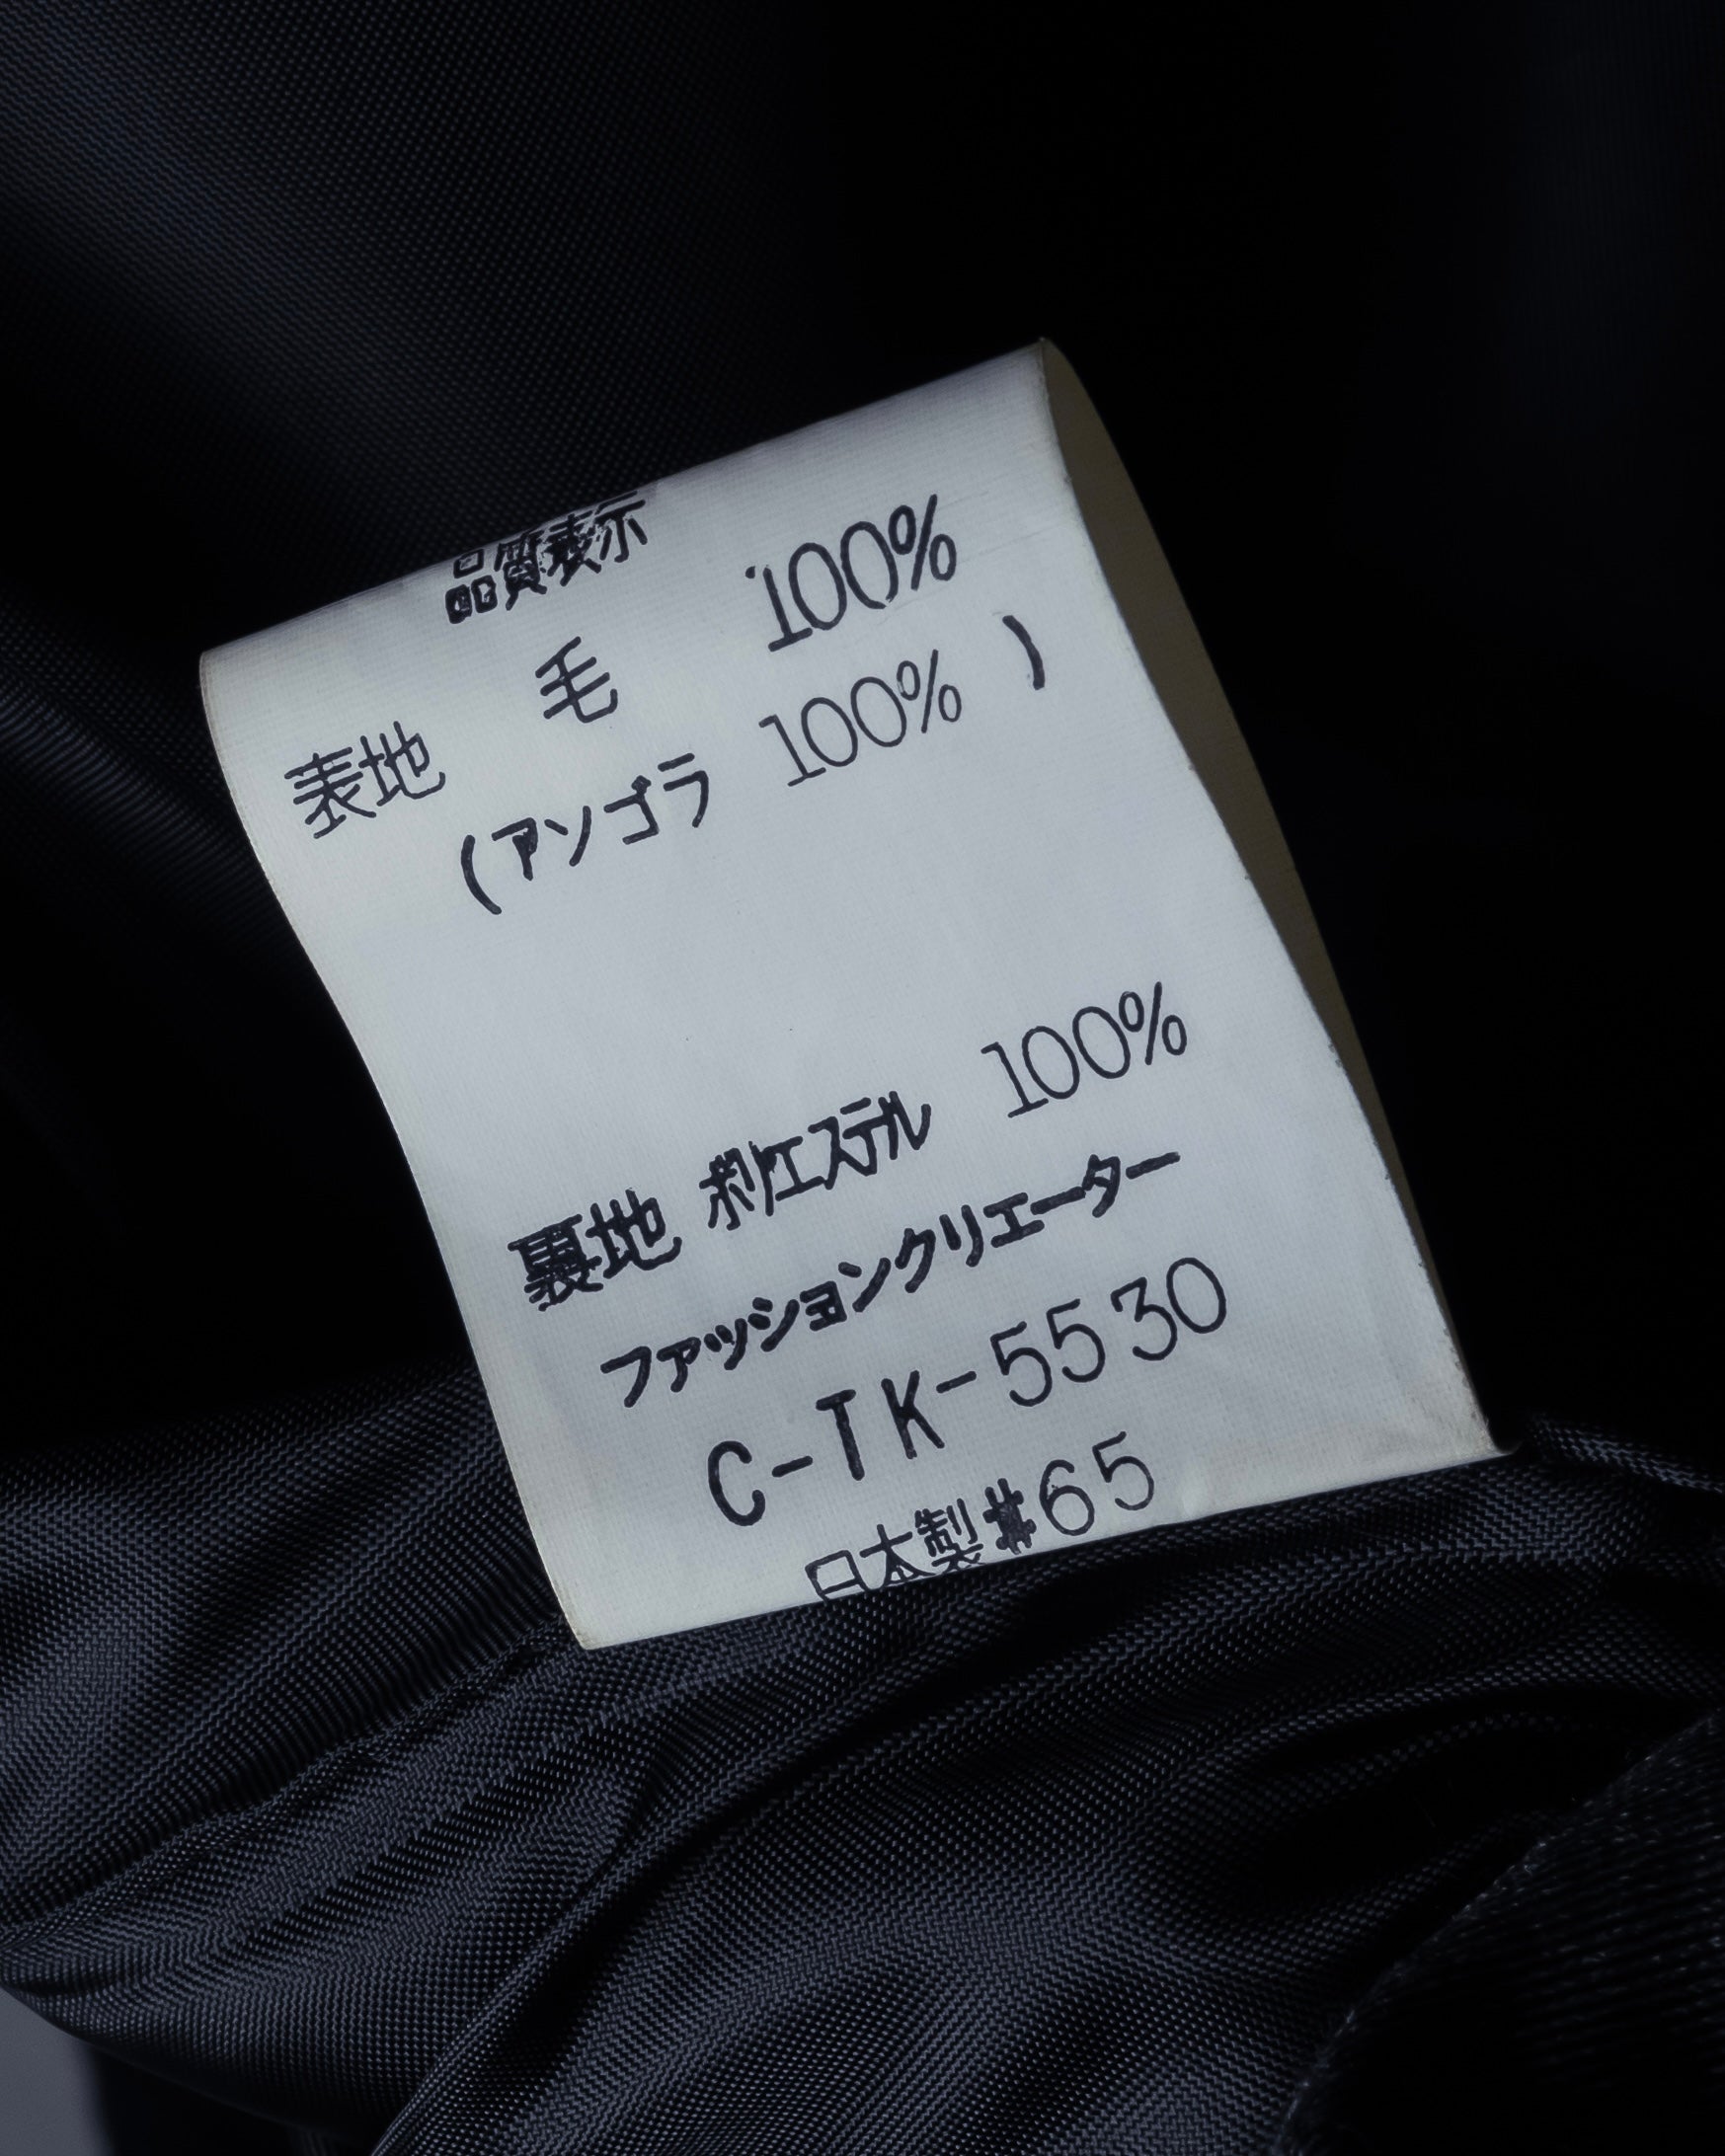 品質表示
表地 毛 100%
(アンゴラ 100% )
裏地 ポリエステル 100%
ファッションクリエーター
C-TK-5530
日本製#65